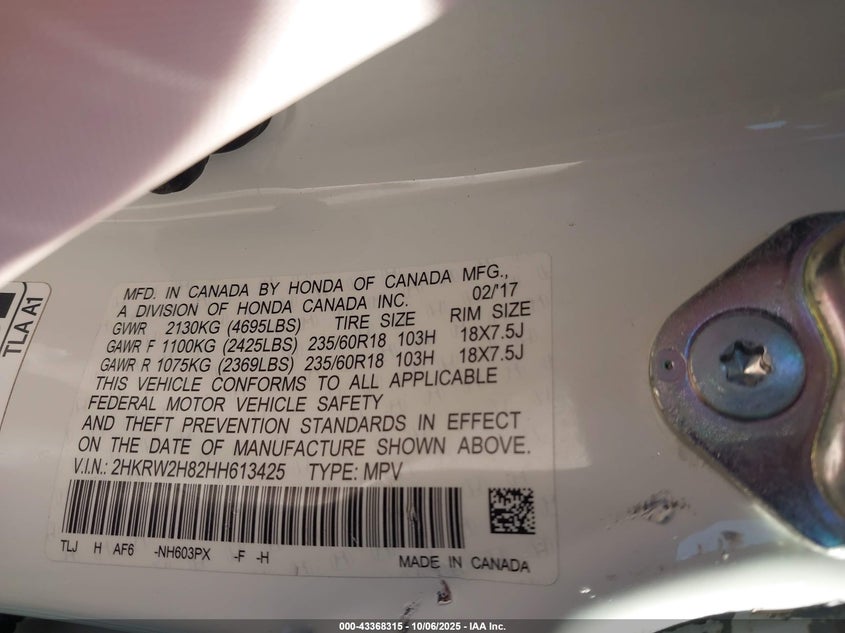 TLA A1
MFD. IN CANADA BY HONDA OF CANADA MFG.,
A DIVISION OF HONDA CANADA INC. 02/'17
GVWR 2130KG (4695LBS) TIRE SIZE RIM SIZE
GAWR F 1100KG (2425LBS) 235/60R18 103H 18X7.5J
GAWR R 1075KG (2369LBS) 235/60R18 103H 18X7.5J
THIS VEHICLE CONFORMS TO ALL APPLICABLE
FEDERAL MOTOR VEHICLE SAFETY
AND THEFT PREVENTION STANDARDS IN EFFECT
ON THE DATE OF MANUFACTURE SHOWN ABOVE.
V.I.N.: 2HKRW2H82HH613425 TYPE: MPV
TLJ H AF6 -NH603PX -F -H
MADE IN CANADA
000-43368315 - 10/06/2025 - IAA Inc.